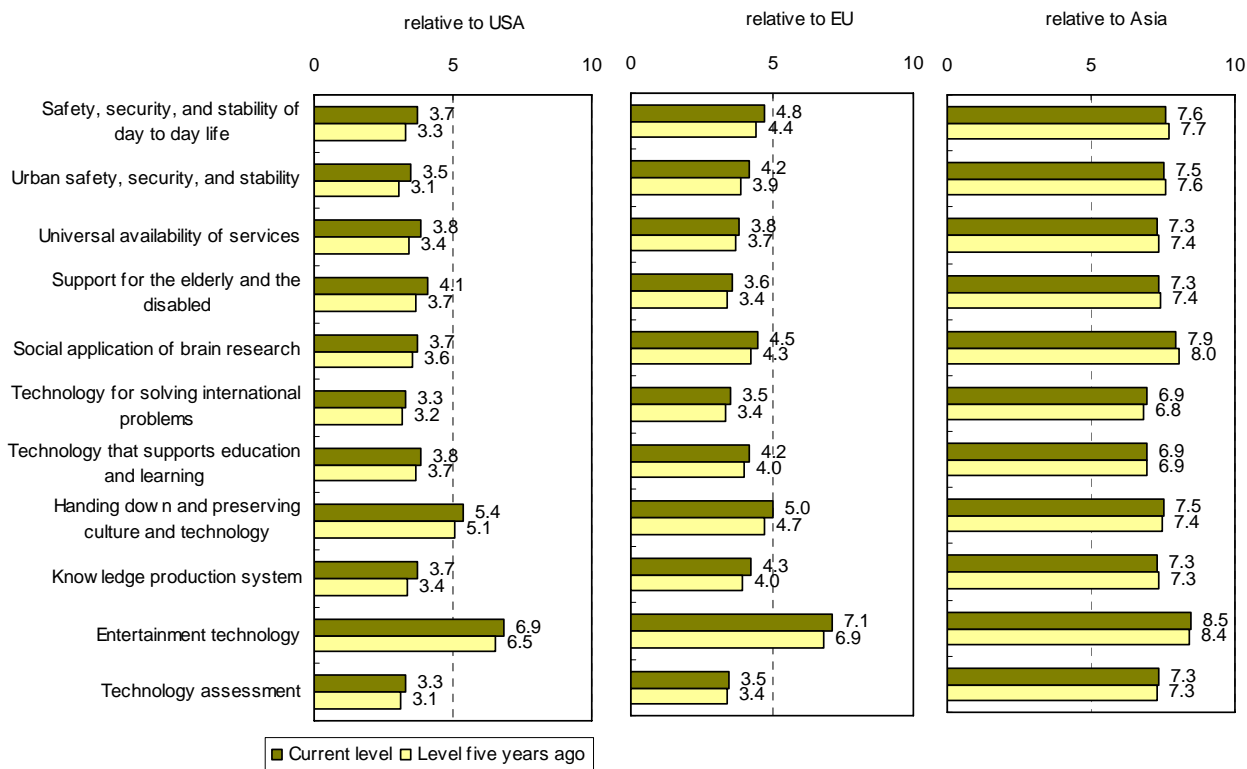 relative to USA
relative to EU
relative to Asia
0 5 10
0 5 10
0 5 10
Safety, security, and stability of
day to day life
3.7
3.3
4.8
4.4
7.6
7.7
Urban safety, security, and stability
3.5
3.1
4.2
3.9
7.5
7.6
Universal availability of services
3.8
3.4
3.8
3.7
7.3
7.4
Support for the elderly and the
disabled
4.1
3.7
3.6
3.4
7.3
7.4
Social application of brain research
3.7
3.6
4.5
4.3
7.9
8.0
Technology for solving international
problems
3.3
3.2
3.5
3.4
6.9
6.8
Technology that supports education
and learning
3.8
3.7
4.2
4.0
6.9
6.9
Handing down and preserving
culture and technology
5.4
5.1
5.0
4.7
7.5
7.4
Knowledge production system
3.7
3.4
4.3
4.0
7.3
7.3
Entertainment technology
6.9
6.5
7.1
6.9
8.5
8.4
Technology assessment
3.3
3.1
3.5
3.4
7.3
7.3
Current level
Level five years ago